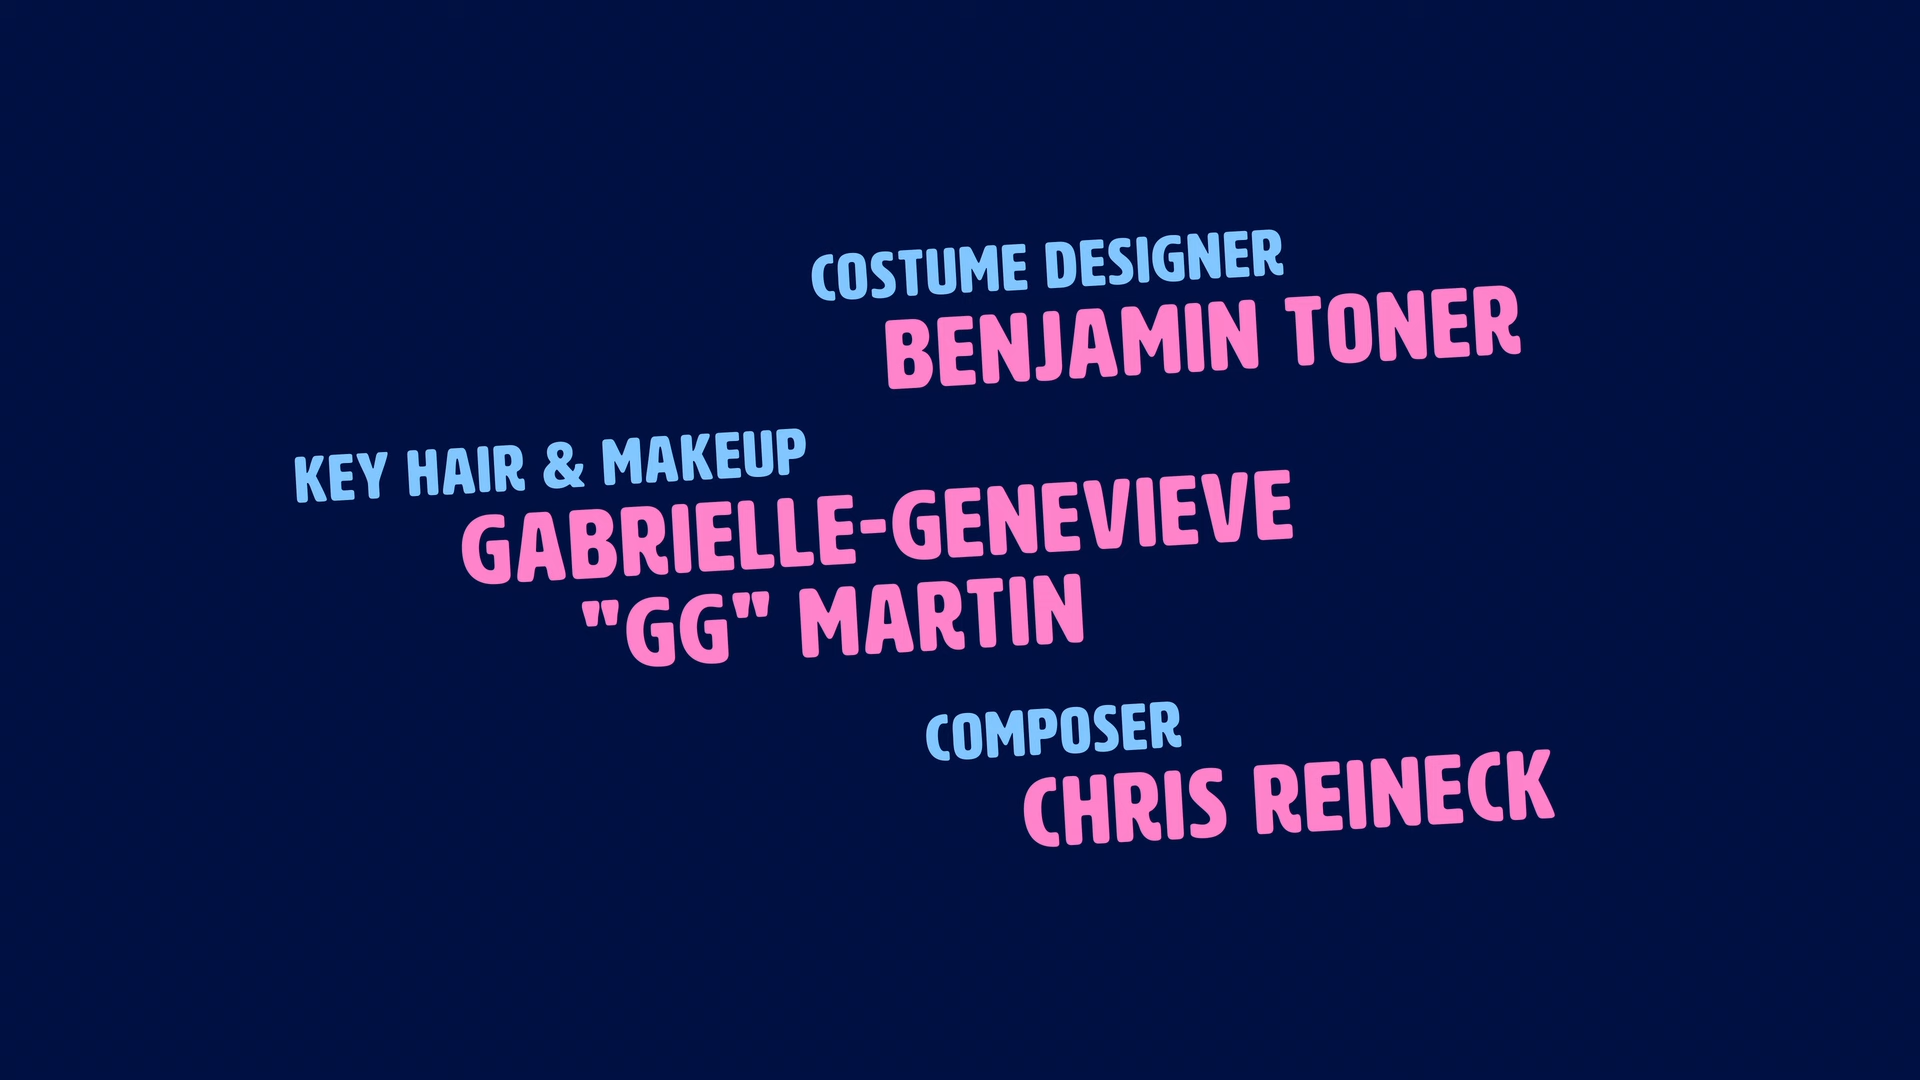 COSTUME DESIGNER
BENJAMIN TONER
KEY HAIR & MAKEUP
GABRIELLE-GENEVIEVE
"GG" MARTIN
COMPOSER
CHRIS REINECK